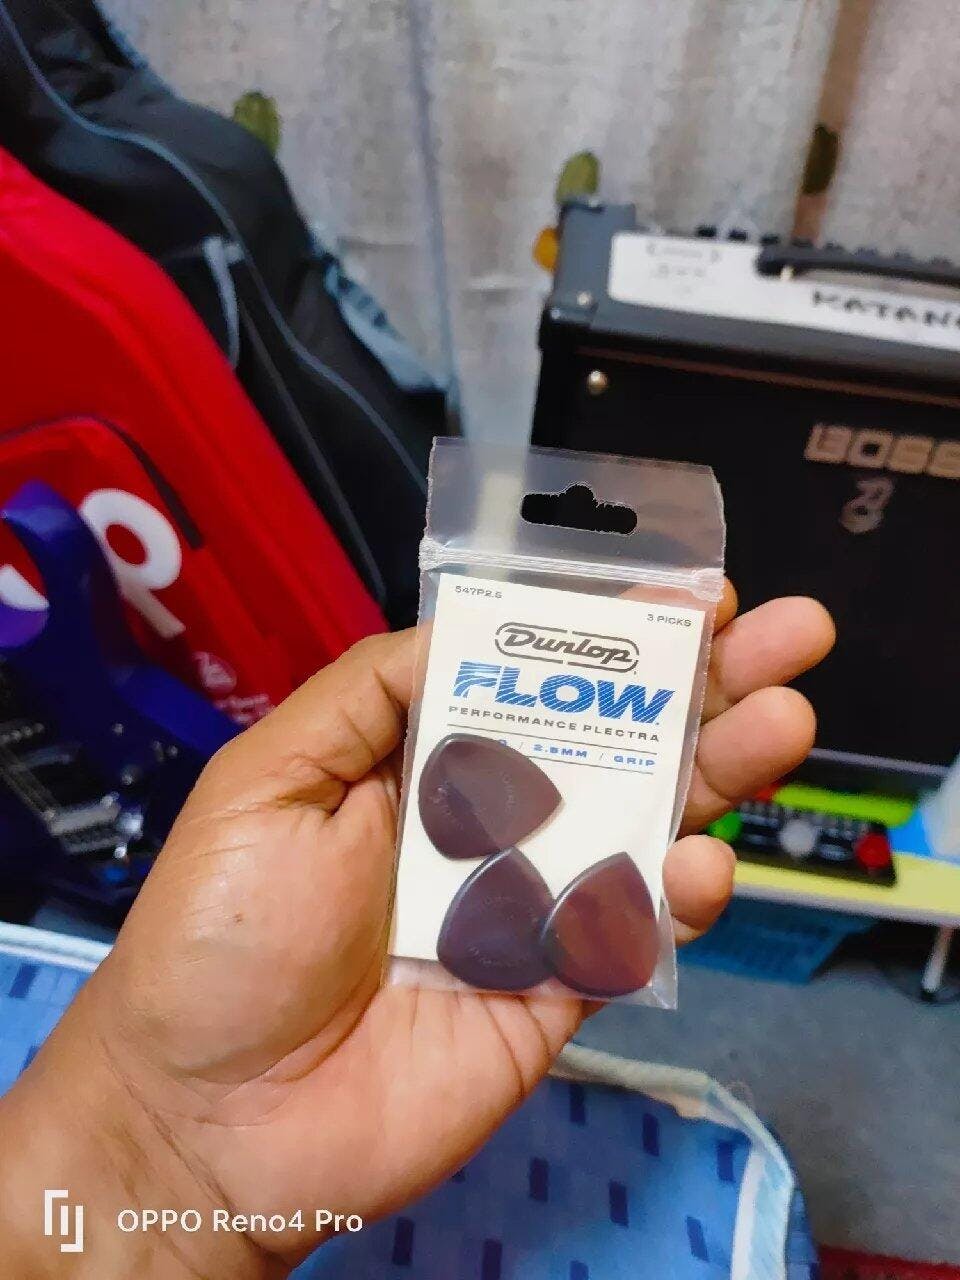 KATANA
BOSS
547P2.5
3 PICKS
Dunlop
FLOW
PERFORMANCE PLECTRA
/ 2.5MM / GRIP
OPPO Reno4 Pro